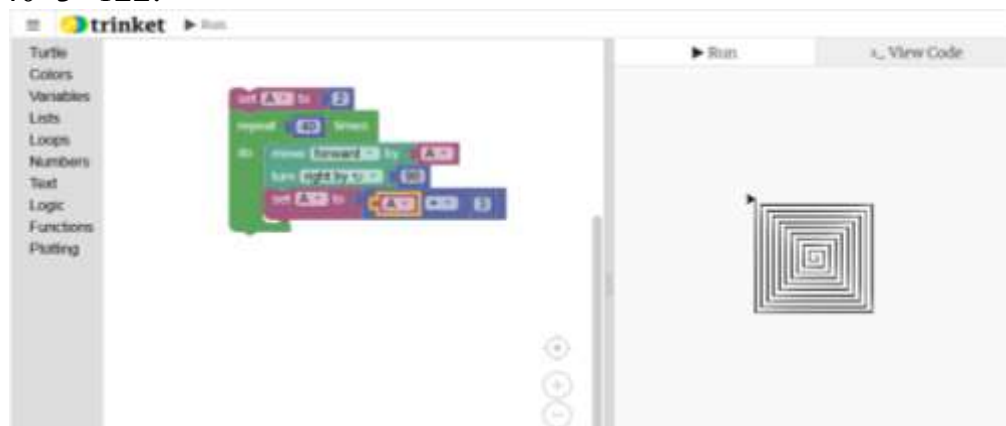 trinket Run
Turtle
Colors
Variables
Lists
Loops
Numbers
Text
Logic
Functions
Plotting
set A to 2
repeat 40 times
do move forward by A
turn right by 90
set A to A + 3
Run
View Code